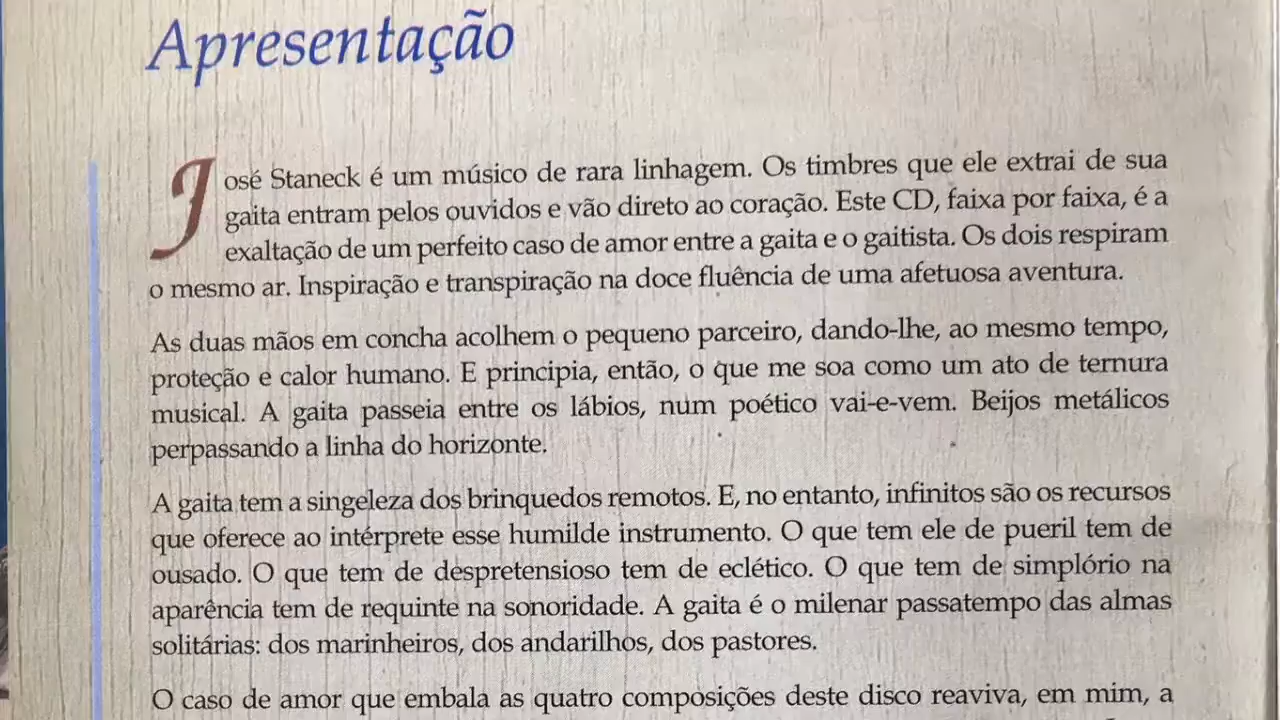 Apresentação
José Staneck é um músico de rara linhagem. Os timbres que ele extrai de sua
gaita entram pelos ouvidos e vão direto ao coração. Este CD, faixa por faixa, é a
exaltação de um perfeito caso de amor entre a gaita e o gaitista. Os dois respiram
o mesmo ar. Inspiração e transpiração na doce fluência de uma afetuosa aventura.
As duas mãos em concha acolhem o pequeno parceiro, dando-lhe, ao mesmo tempo,
proteção e calor humano. E principia, então, o que me soa como um ato de ternura
musical. A gaita passeia entre os lábios, num poético vai-e-vem. Beijos metálicos
perpassando a linha do horizonte.
A gaita tem a singeleza dos brinquedos remotos. E, no entanto, infinitos são os recursos
que oferece ao intérprete esse humilde instrumento. O que tem ele de pueril tem de
ousado. O que tem de despretensioso tem de eclético. O que tem de simplório na
aparência tem de requinte na sonoridade. A gaita é o milenar passatempo das almas
solitárias: dos marinheiros, dos andarilhos, dos pastores.
O caso de amor que embala as quatro composições deste disco reaviva, em mim, a